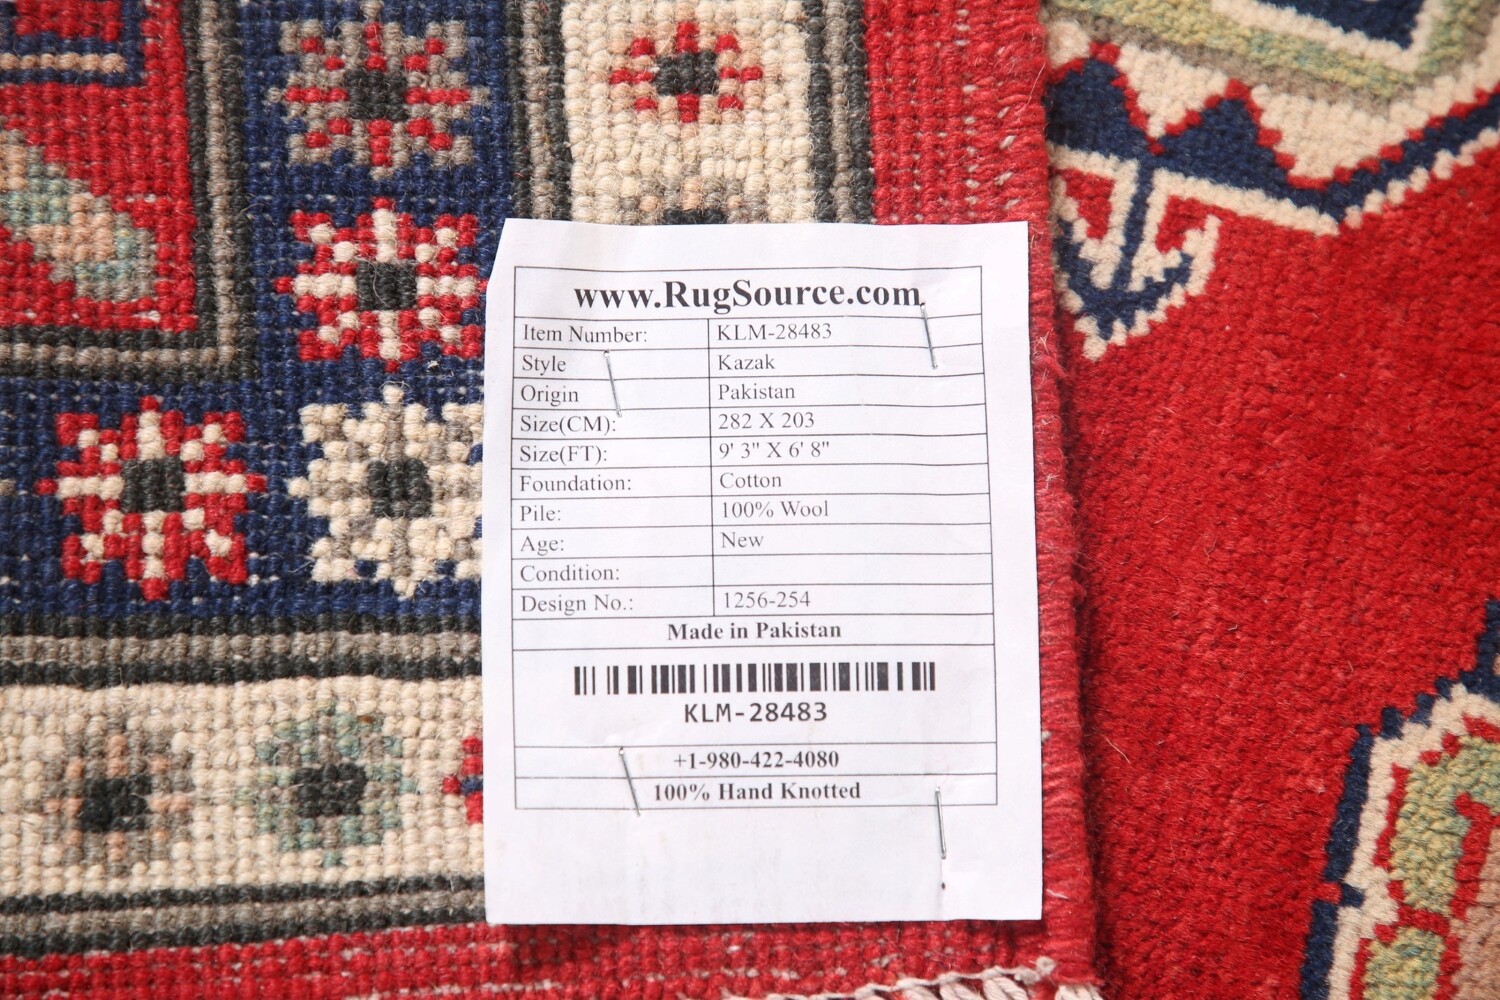 www.RugSource.com
Item Number: KLM-28483
Style Kazak
Origin Pakistan
Size(CM): 282 X 203
Size(FT): 9' 3" X 6' 8"
Foundation: Cotton
Pile: 100% Wool
Age: New
Condition:
Design No.: 1256-254
Made in Pakistan
KLM-28483
+1-980-422-4080
100% Hand Knotted